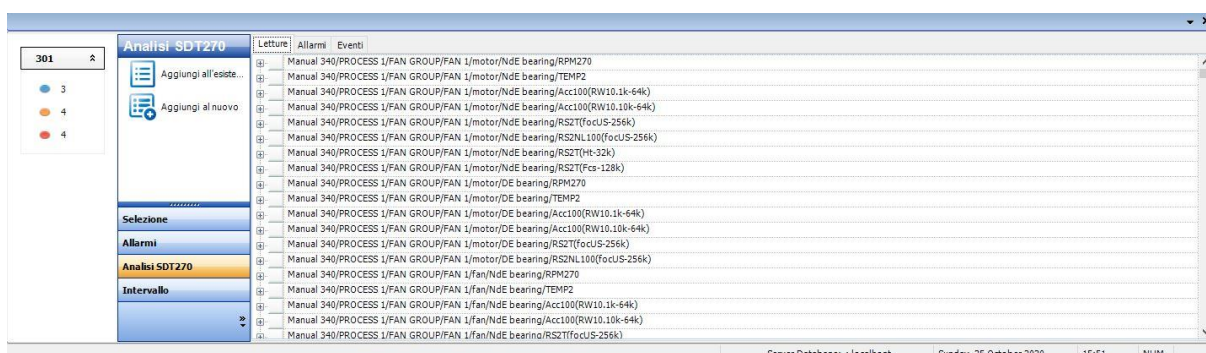 301
3
4
4
Analisi SDT270
Aggiungi all'esiste...
Aggiungi al nuovo
Selezione
Allarmi
Analisi SDT270
Intervallo
Letture Allarmi Eventi
Manual 340/PROCESS 1/FAN GROUP/FAN 1/motor/NdE bearing/RPM270
Manual 340/PROCESS 1/FAN GROUP/FAN 1/motor/NdE bearing/TEMP2
Manual 340/PROCESS 1/FAN GROUP/FAN 1/motor/NdE bearing/Acc100(RW10.1k-64k)
Manual 340/PROCESS 1/FAN GROUP/FAN 1/motor/NdE bearing/Acc100(RW10.10k-64k)
Manual 340/PROCESS 1/FAN GROUP/FAN 1/motor/NdE bearing/RS2T(focUS-256k)
Manual 340/PROCESS 1/FAN GROUP/FAN 1/motor/NdE bearing/RS2NL100(focUS-256k)
Manual 340/PROCESS 1/FAN GROUP/FAN 1/motor/NdE bearing/RS2T(Ht-32k)
Manual 340/PROCESS 1/FAN GROUP/FAN 1/motor/NdE bearing/RS2T(Fcs-128k)
Manual 340/PROCESS 1/FAN GROUP/FAN 1/motor/DE bearing/RPM270
Manual 340/PROCESS 1/FAN GROUP/FAN 1/motor/DE bearing/TEMP2
Manual 340/PROCESS 1/FAN GROUP/FAN 1/motor/DE bearing/Acc100(RW10.1k-64k)
Manual 340/PROCESS 1/FAN GROUP/FAN 1/motor/DE bearing/Acc100(RW10.10k-64k)
Manual 340/PROCESS 1/FAN GROUP/FAN 1/motor/DE bearing/RS2T(focUS-256k)
Manual 340/PROCESS 1/FAN GROUP/FAN 1/motor/DE bearing/RS2NL100(focUS-256k)
Manual 340/PROCESS 1/FAN GROUP/FAN 1/fan/NdE bearing/RPM270
Manual 340/PROCESS 1/FAN GROUP/FAN 1/fan/NdE bearing/TEMP2
Manual 340/PROCESS 1/FAN GROUP/FAN 1/fan/NdE bearing/Acc100(RW10.1k-64k)
Manual 340/PROCESS 1/FAN GROUP/FAN 1/fan/NdE bearing/Acc100(RW10.10k-64k)
Manual 340/PROCESS 1/FAN GROUP/FAN 1/fan/NdE bearing/RS2T(focUS-256k)